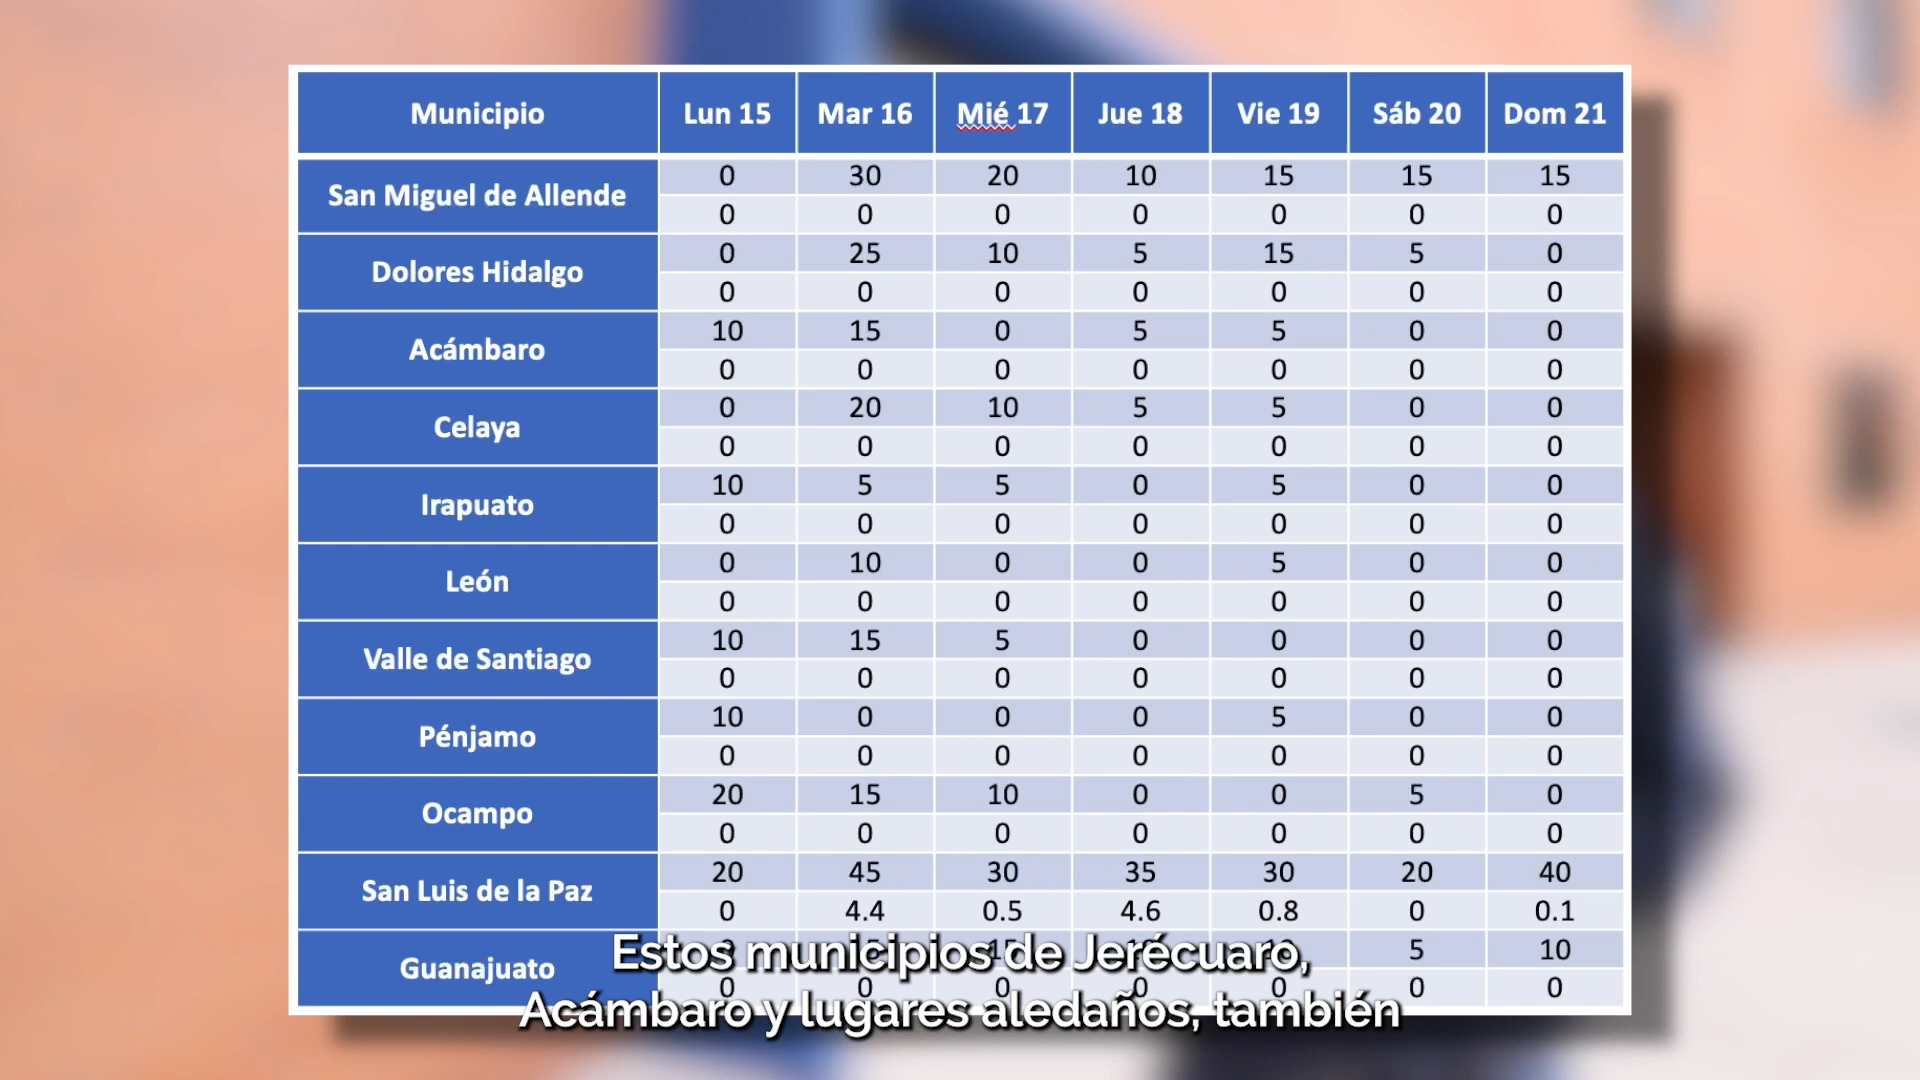 Municipio Lun 15 Mar 16 Mié 17 Jue 18 Vie 19 Sáb 20 Dom 21
San Miguel de Allende
0 30 20 10 15 15 15
0 0 0 0 0 0 0
Dolores Hidalgo
0 25 10 5 15 5 0
0 0 0 0 0 0 0
Acámbaro
10 15 0 5 5 0 0
0 0 0 0 0 0 0
Celaya
0 20 10 5 5 0 0
0 0 0 0 0 0 0
Irapuato
10 5 5 0 5 0 0
0 0 0 0 0 0 0
León
0 10 0 0 5 0 0
0 0 0 0 0 0 0
Valle de Santiago
10 15 5 0 0 0 0
0 0 0 0 0 0 0
Pénjamo
10 0 0 0 5 0 0
0 0 0 0 0 0 0
Ocampo
20 15 10 0 0 5 0
0 0 0 0 0 0 0
San Luis de la Paz
20 45 30 35 30 20 40
0 4.4 0.5 4.6 0.8 0 0.1
Guanajuato
5 10
0 0 0 0 0 0 0
Estos municipios de Jerécuaro,
Acámbaro y lugares aledaños, también